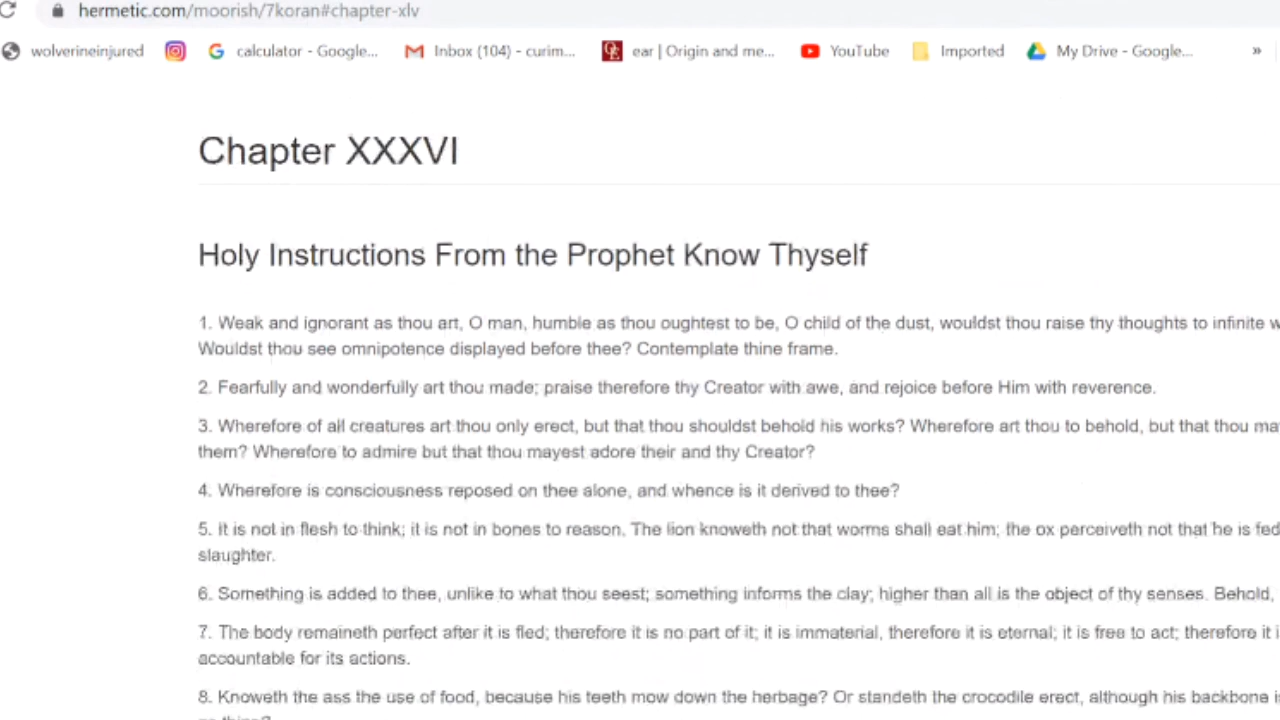 hermetic.com/moorish/7koran#chapter-xlv
wolverineinjured calculator - Google... Inbox (104) - curim... ear | Origin and me... YouTube Imported My Drive - Google... »
Chapter XXXVI
Holy Instructions From the Prophet Know Thyself
1. Weak and ignorant as thou art, O man, humble as thou oughtest to be, O child of the dust, wouldst thou raise thy thoughts to infinite
Wouldst thou see omnipotence displayed before thee? Contemplate thine frame.
2. Fearfully and wonderfully art thou made; praise therefore thy Creator with awe, and rejoice before Him with reverence.
3. Wherefore of all creatures art thou only erect, but that thou shouldst behold his works? Wherefore art thou to behold, but that thou
them? Wherefore to admire but that thou mayest adore their and thy Creator?
4. Wherefore is consciousness reposed on thee alone, and whence is it derived to thee?
5. It is not in flesh to think; it is not in bones to reason. The lion knoweth not that worms shall eat him; the ox perceiveth not that he is fed
slaughter.
6. Something is added to thee, unlike to what thou seest; something informs the clay; higher than all is the object of thy senses. Behold,
7. The body remaineth perfect after it is fled; therefore it is no part of it; it is immaterial, therefore it is eternal; it is free to act; therefore it
accountable for its actions.
8. Knoweth the ass the use of food, because his teeth mow down the herbage? Or standeth the crocodile erect, although his backbone